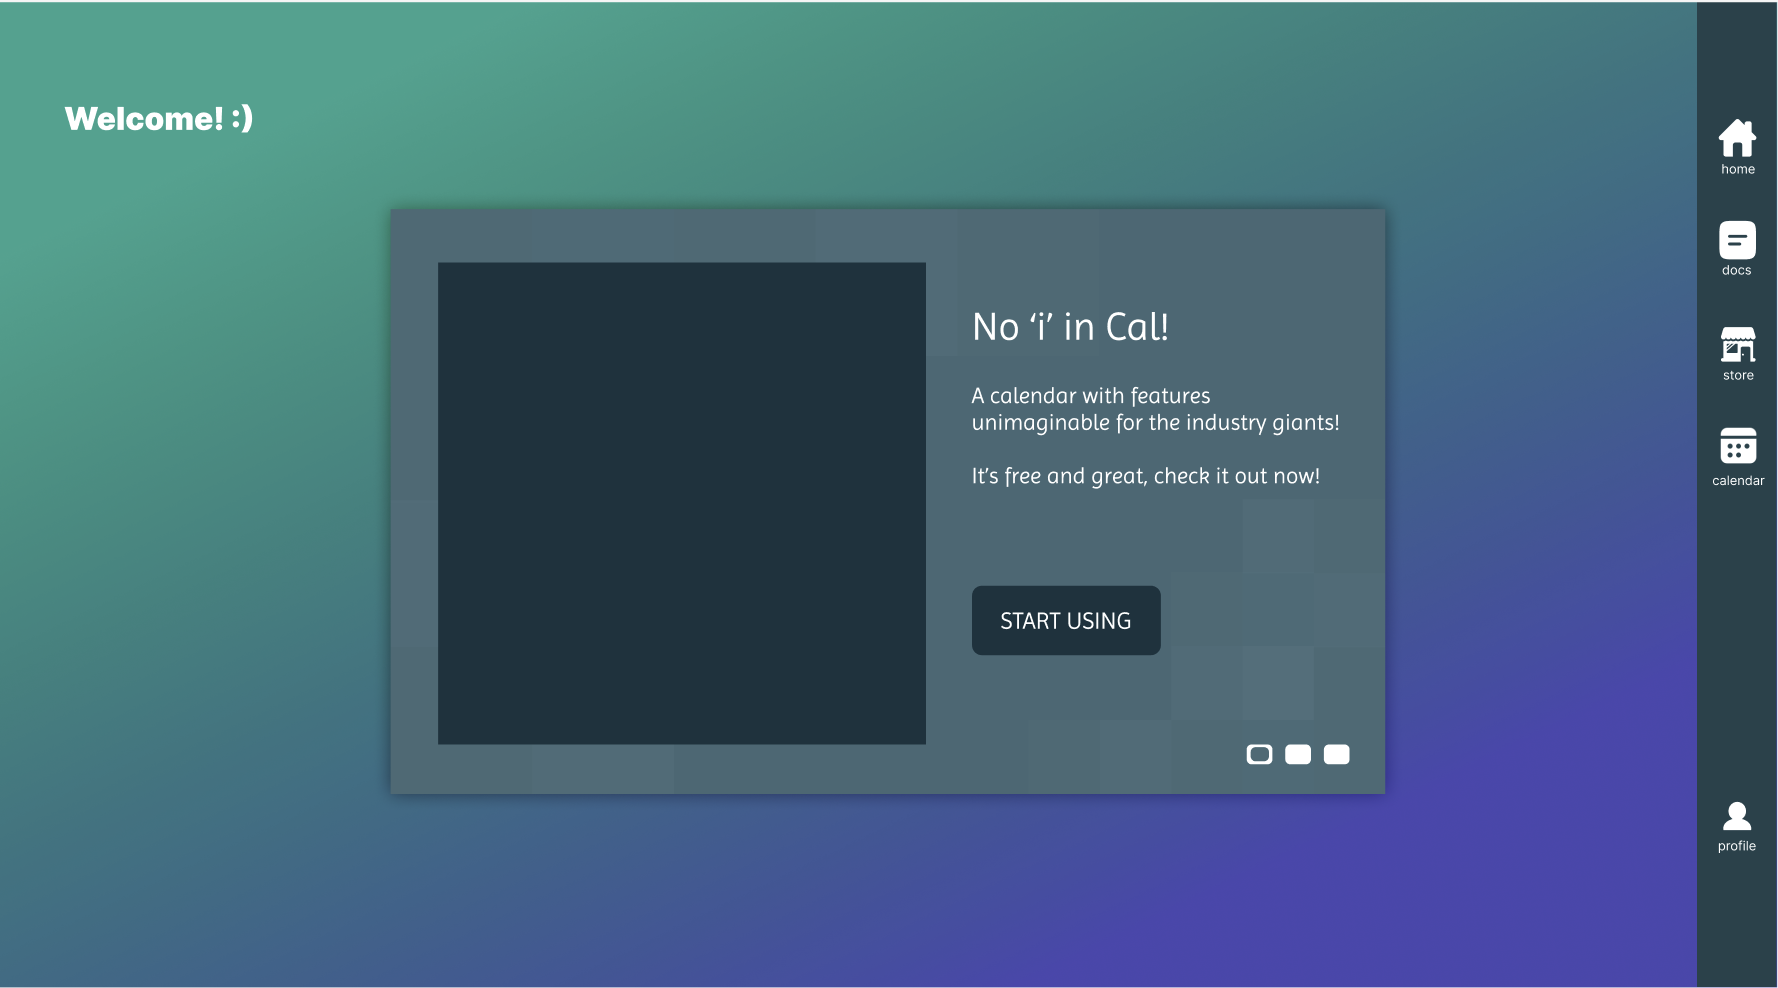 Welcome! :)
No ‘i’ in Cal!
A calendar with features
unimaginable for the industry giants!
It’s free and great, check it out now!
START USING
home
docs
store
calendar
profile